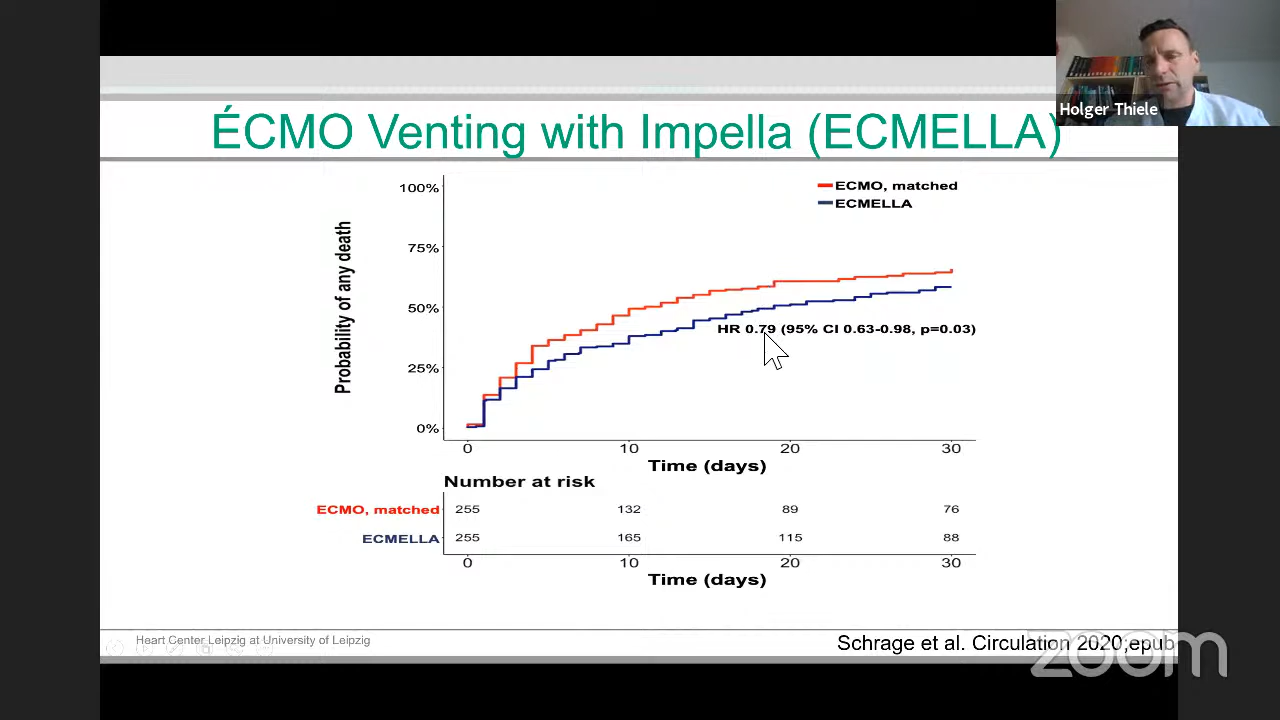 Holger Thiele
ÉCMO Venting with Impella (ECMELLA)
ECMO, matched
ECMELLA
Probability of any death
100%
75%
50%
25%
0%
HR 0.79 (95% CI 0.63-0.98, p=0.03)
0 10 20 30
Time (days)
Number at risk
ECMO, matched 255 132 89 76
ECMELLA 255 165 115 88
0 10 20 30
Time (days)
Heart Center Leipzig at University of Leipzig
Schrage et al. Circulation 2020;epub
zoom